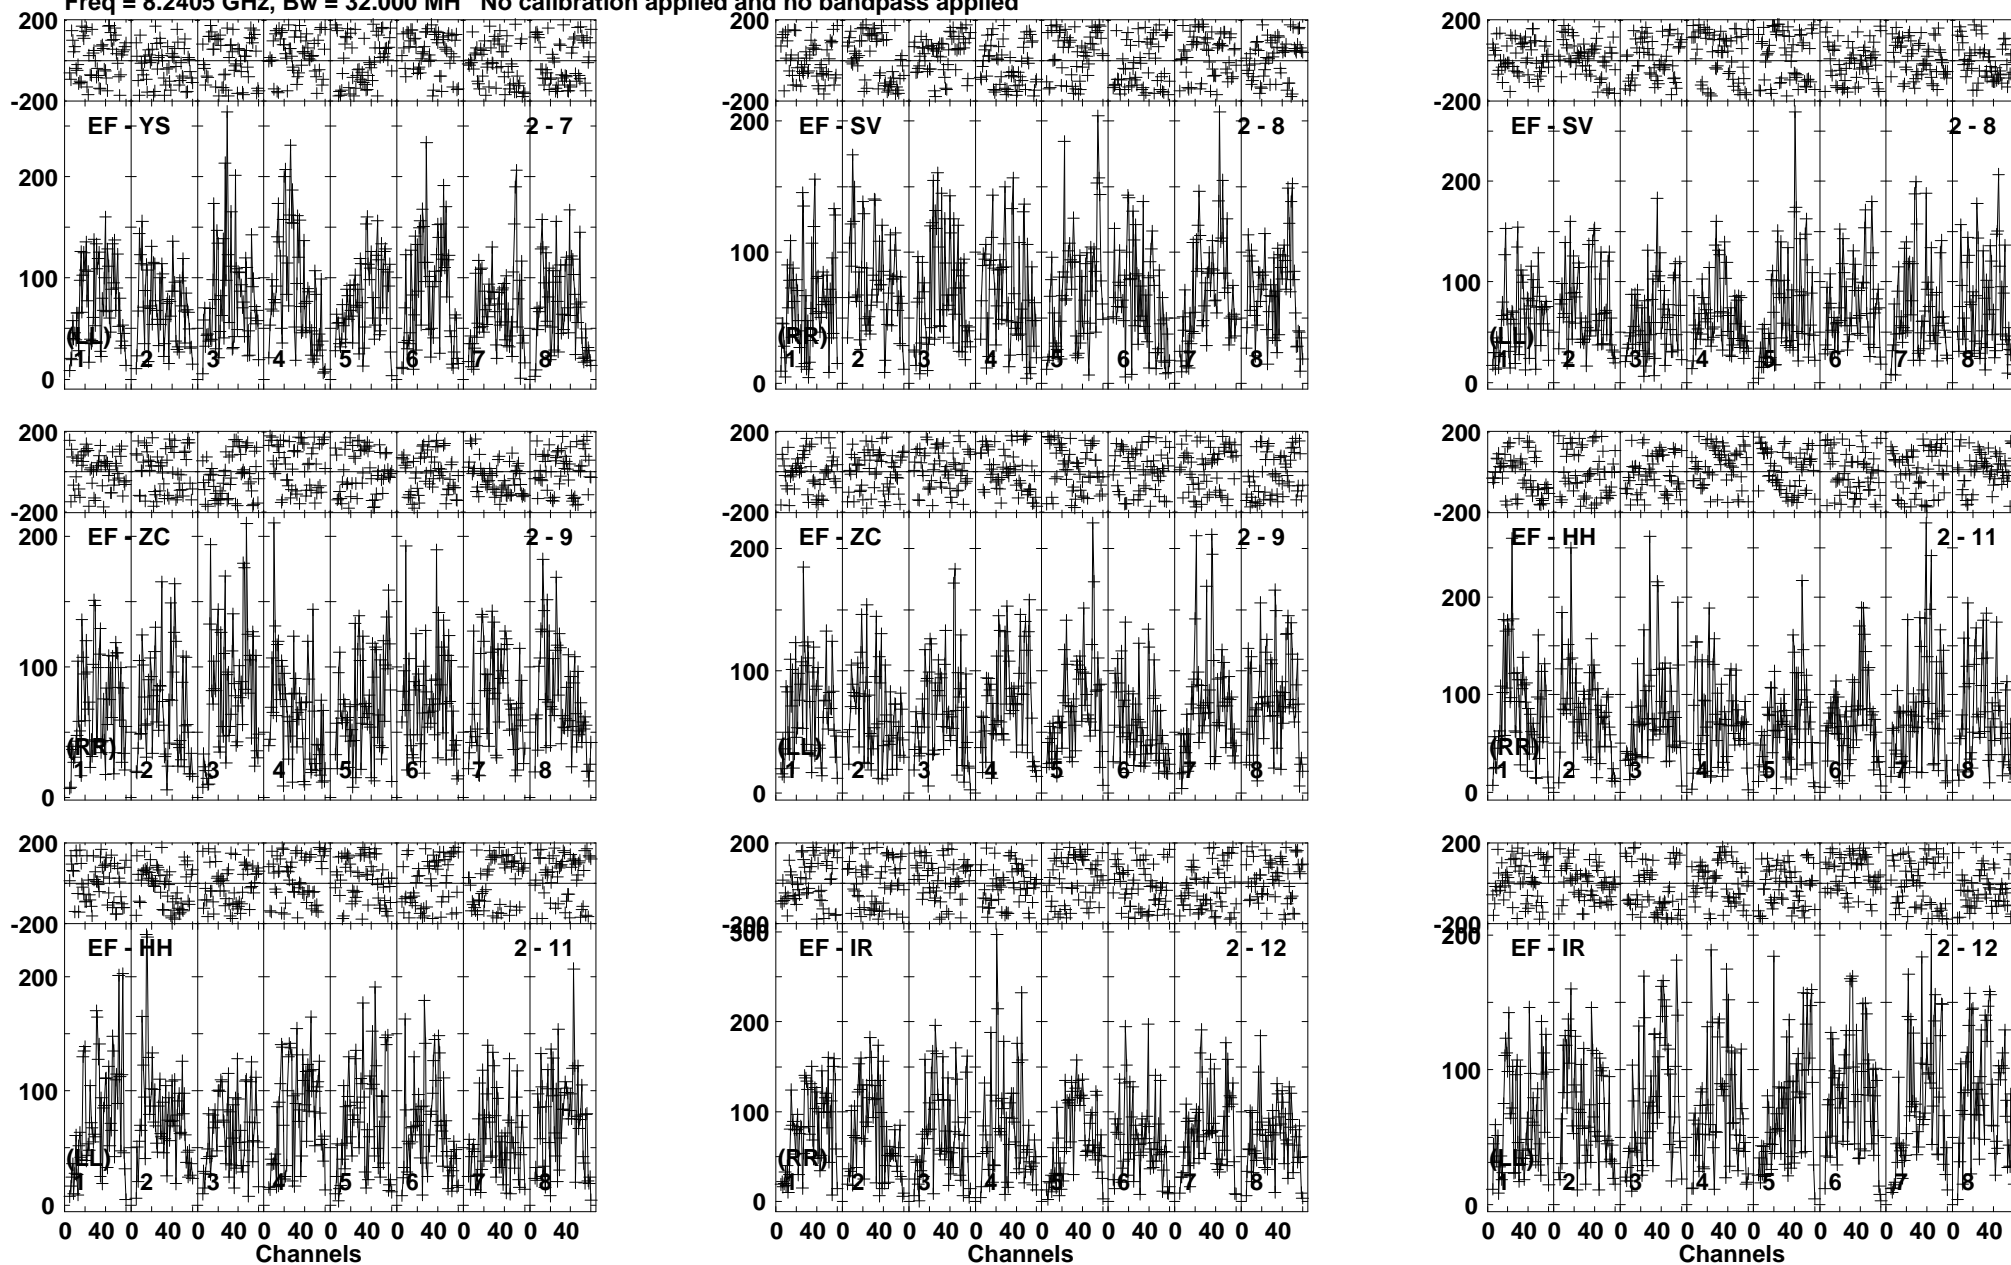 Freq = 8.2405 GHz, Bw = 32.000 MH No calibration applied and no bandpass applied
200 200 200
-200 -200 -200
EF - YS 2 - 7 EF - SV 2 - 8 EF - SV 2 - 8
200 200 200
100 100 100
(LL) (RR) (LL)
1 2 3 4 5 6 7 8 1 2 3 4 5 6 7 8 1 2 3 4 5 6 7 8
0 0 0
200 200 200
-200 -200 -200
EF - ZC 2 - 9 EF - ZC 2 - 9 EF - HH 2 - 11
200 200 200
100 100 100
(RR) (LL) (RR)
1 2 3 4 5 6 7 8 1 2 3 4 5 6 7 8 1 2 3 4 5 6 7 8
0 0 0
200 200 200
-200 -200 -200
300 200
EF - HH 2 - 11 EF - IR 2 - 12 EF - IR 2 - 12
200 200
100 100 100
(LL) (RR) (LL)
1 2 3 4 5 6 7 8 1 2 3 4 5 6 7 8 1 2 3 4 5 6 7 8
0 0 0
0 40 0 40 0 40 0 40 0 40 0 40 0 40 0 40 0 40 0 40 0 40 0 40 0 40 0 40 0 40 0 40 0 40 0 40 0 40 0 40 0 40 0 40 0 40 0 40
Channels Channels Channels